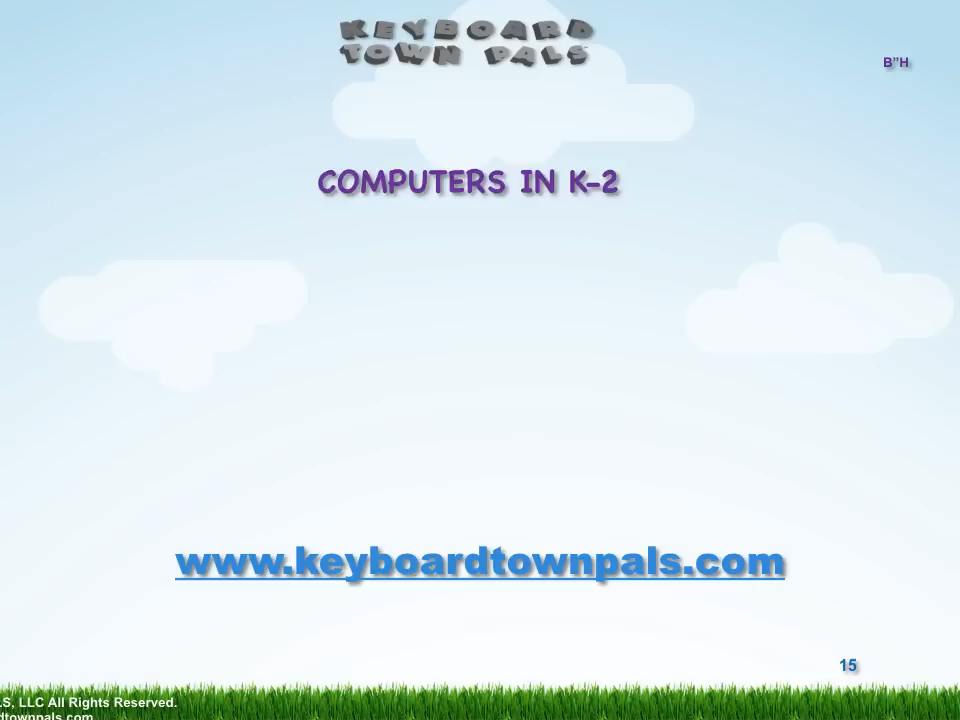 KEYBOARD
TOWN PALS
B"H
COMPUTERS IN K-2
www.keyboardtownpals.com
15
LLC All Rights Reserved.